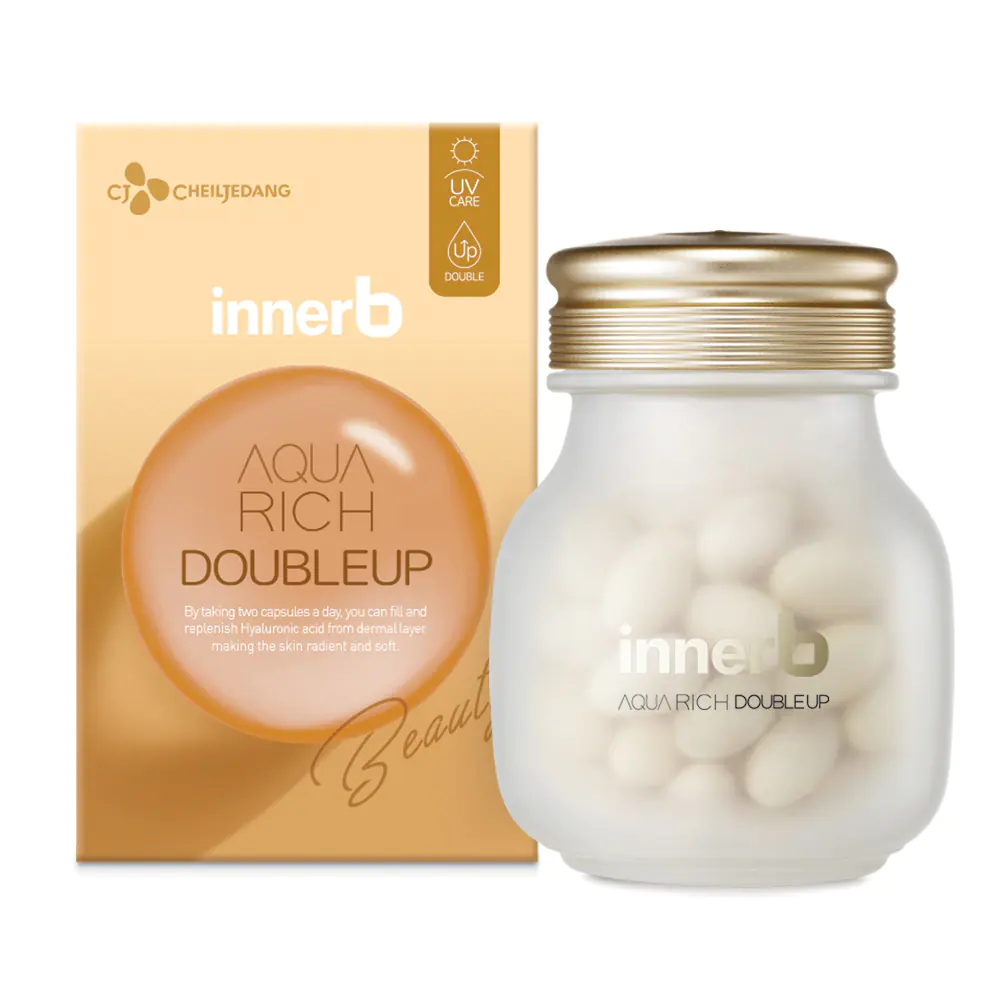 CJ CHEILJEDANG
UV
CARE
Up
DOUBLE
innerb
AQUA
RICH
DOUBLEUP
By taking two capsules a day, you can fill and
replenish Hyaluronic acid from dermal layer
making the skin radiant and soft.
Beauty
innerb
AQUA RICH DOUBLEUP